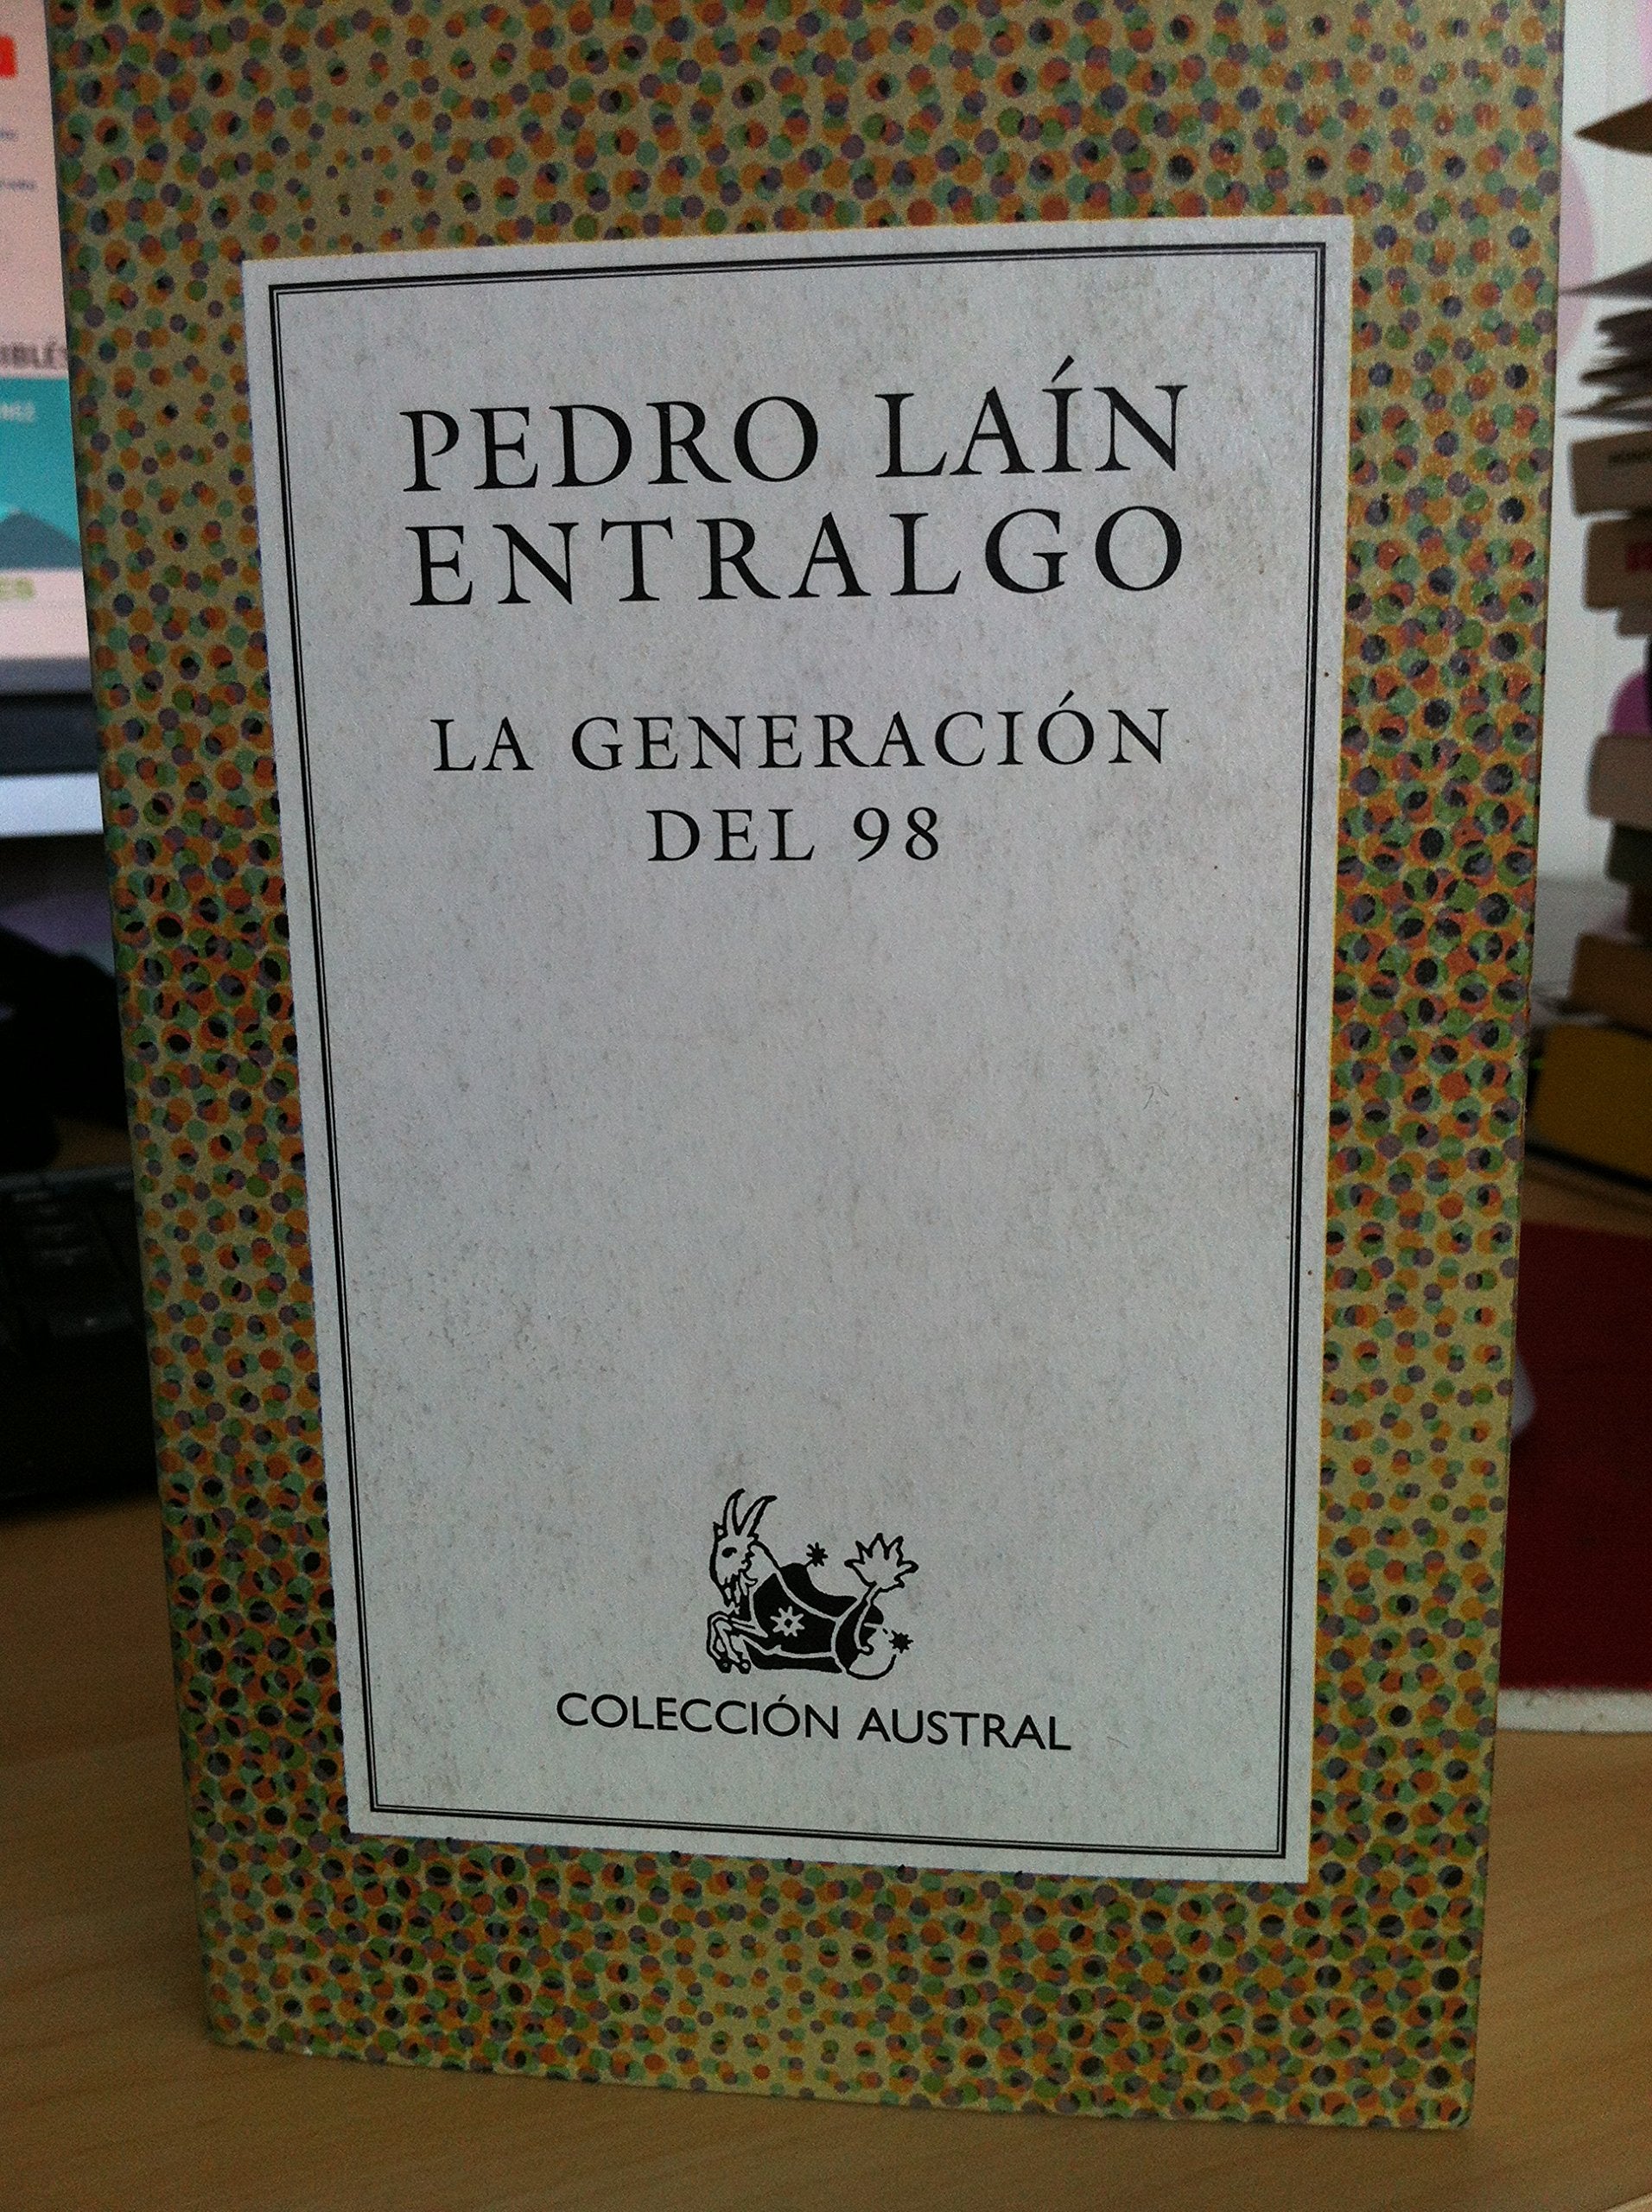 PEDRO LAÍN
ENTRALGO
LA GENERACIÓN
DEL 98
COLECCIÓN AUSTRAL